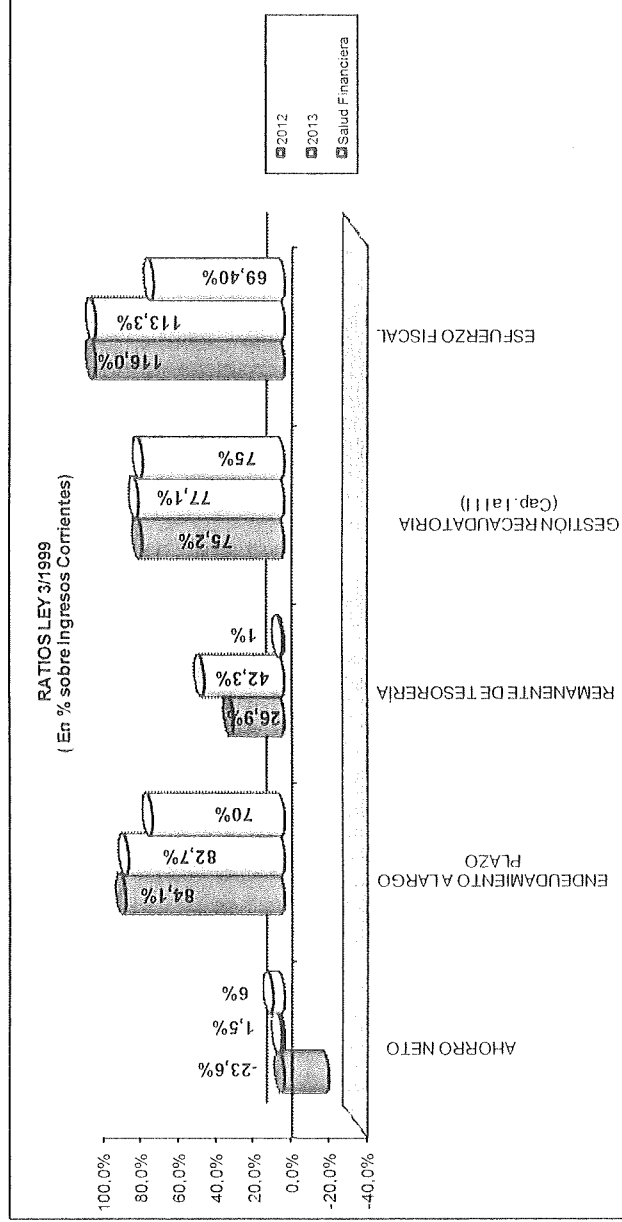 RATIOS LEY 3/1999
( En % sobre Ingresos Corrientes)
100,0%
80,0%
60,0%
40,0%
20,0%
0,0%
-20,0%
-40,0%
-23,6%
1,5%
6%
84,1%
82,7%
70%
26,9%
42,3%
1%
75,2%
77,1%
75%
116,0%
113,3%
69,40%
AHORRO NETO
ENDEUDAMIENTO A LARGO
PLAZO
REMANENTE DE TESORERÍA
GESTIÓN RECAUDATORIA
(Cap. I a III)
ESFUERZO FISCAL
2012
2013
Salud Financiera